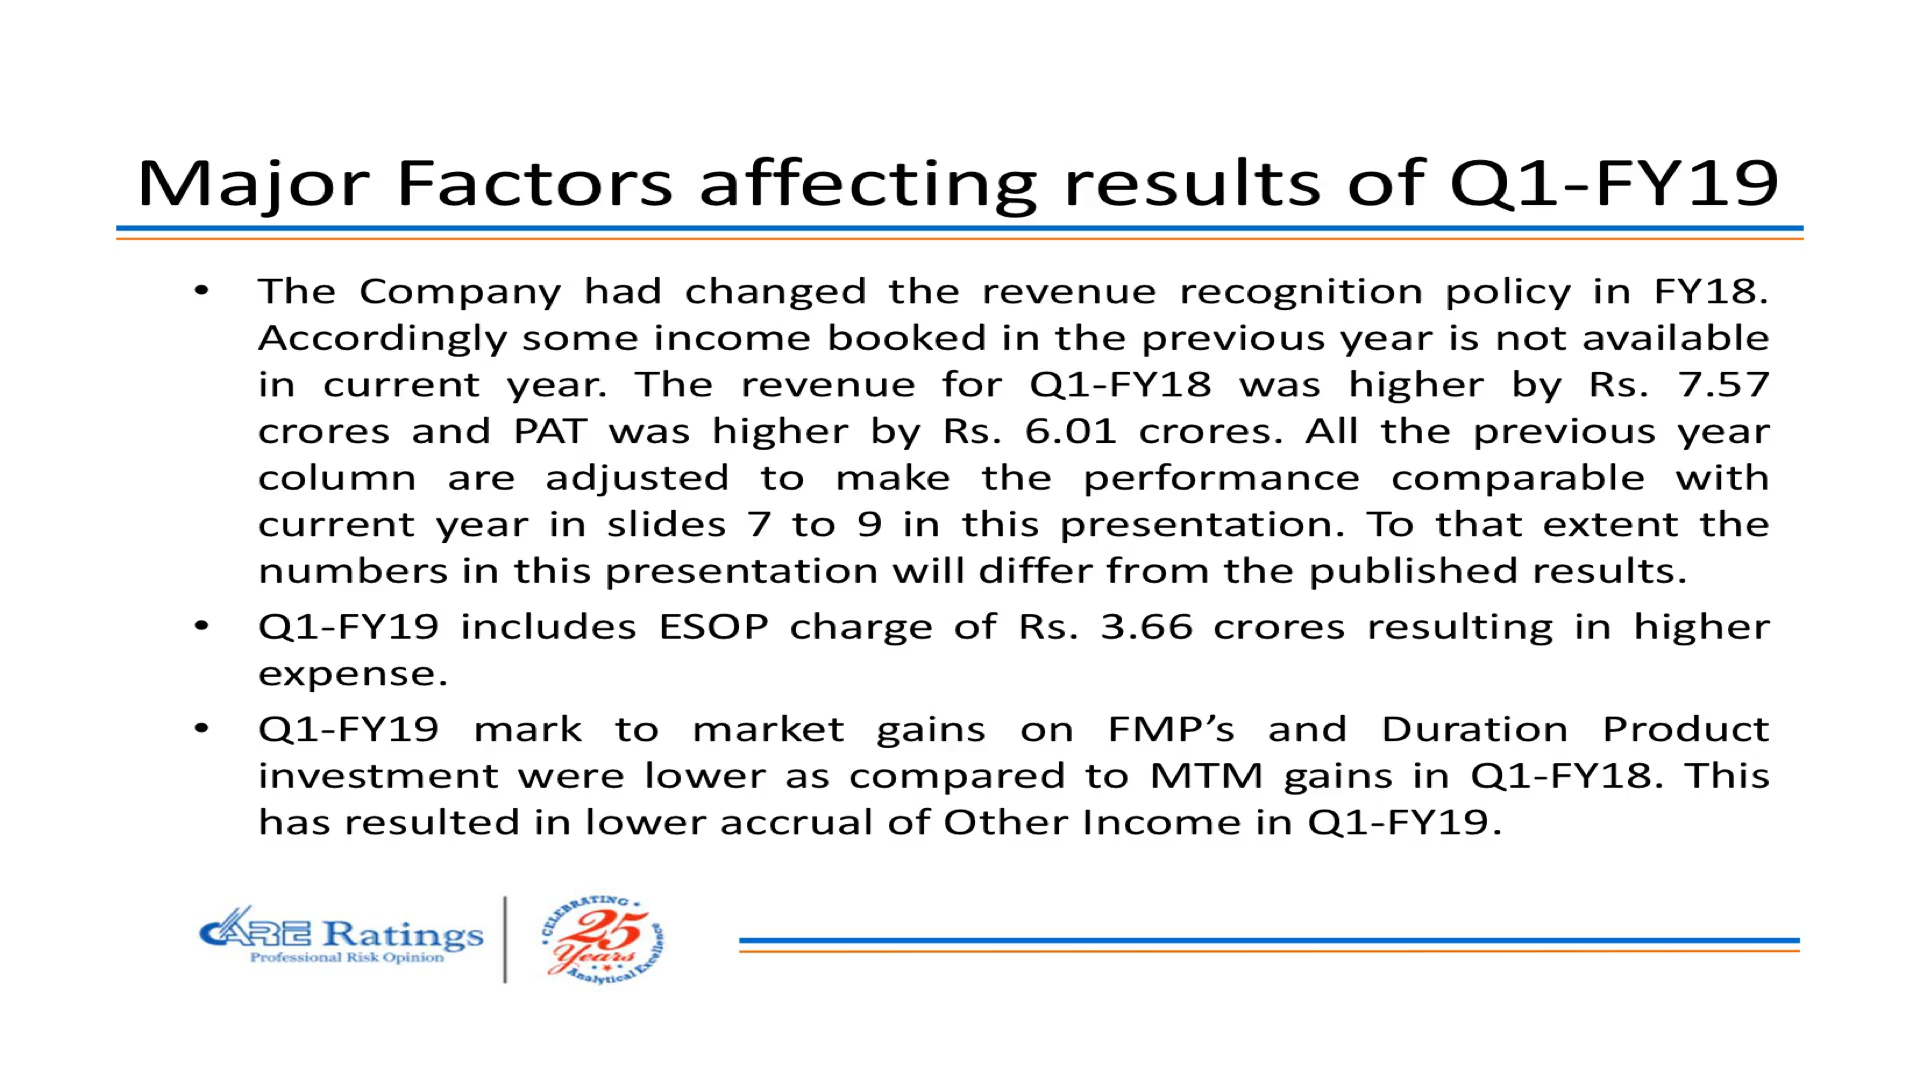 Major Factors affecting results of Q1-FY19
• The Company had changed the revenue recognition policy in FY18.
Accordingly some income booked in the previous year is not available
in current year. The revenue for Q1-FY18 was higher by Rs. 7.57
crores and PAT was higher by Rs. 6.01 crores. All the previous year
column are adjusted to make the performance comparable with
current year in slides 7 to 9 in this presentation. To that extent the
numbers in this presentation will differ from the published results.
• Q1-FY19 includes ESOP charge of Rs. 3.66 crores resulting in higher
expense.
• Q1-FY19 mark to market gains on FMP’s and Duration Product
investment were lower as compared to MTM gains in Q1-FY18. This
has resulted in lower accrual of Other Income in Q1-FY19.
CARE Ratings
Professional Risk Opinion
CELEBRATING
25
Years
Analytical Excellence